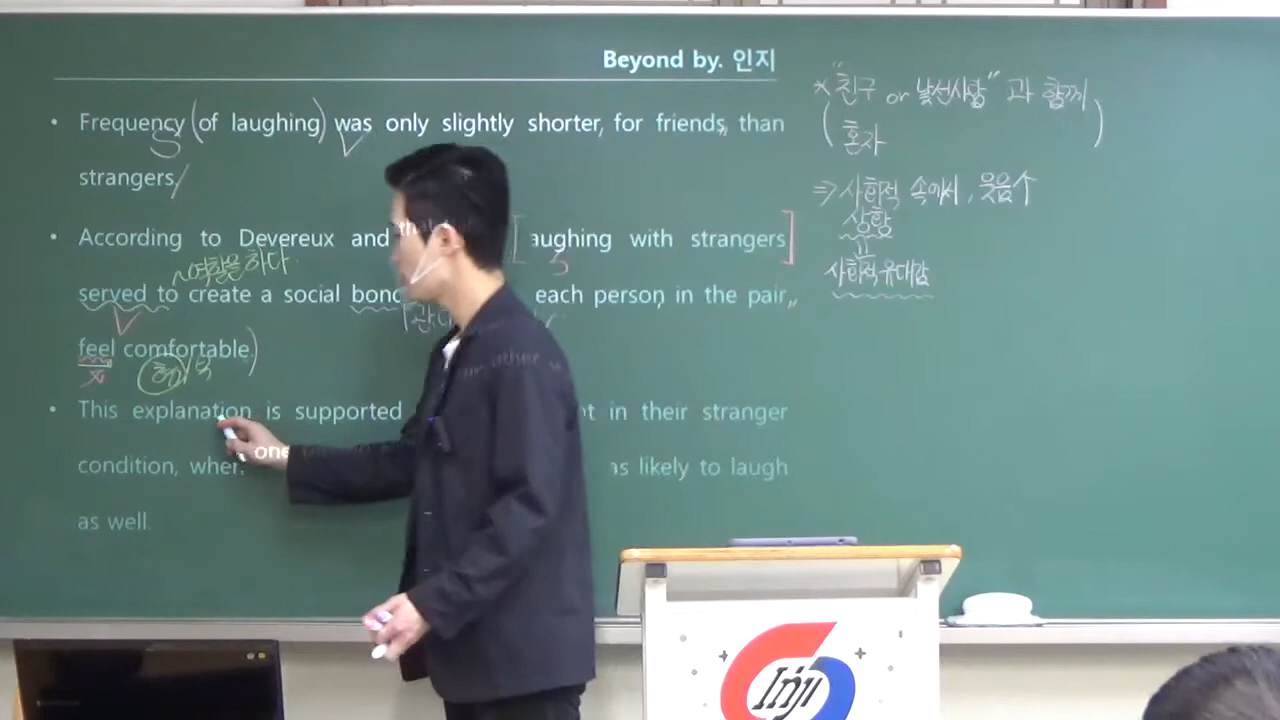 Beyond by. 인지
• Frequency (of laughing) was only slightly shorter, for friends, than
S V
strangers,/
• According to Devereux and that [laughing with strangers]
S
~역할을 하다.
served to create a social bond each person, in the pair,
V
feel comfortable.)
• This explanation is supported in their stranger
condition, when one as likely to laugh
as well.
* "친구 or 낯선사람" 과 함께
( 혼자 )
⇒ 사회적 속에서, 웃음↑
상황
사회적유대감
Inji